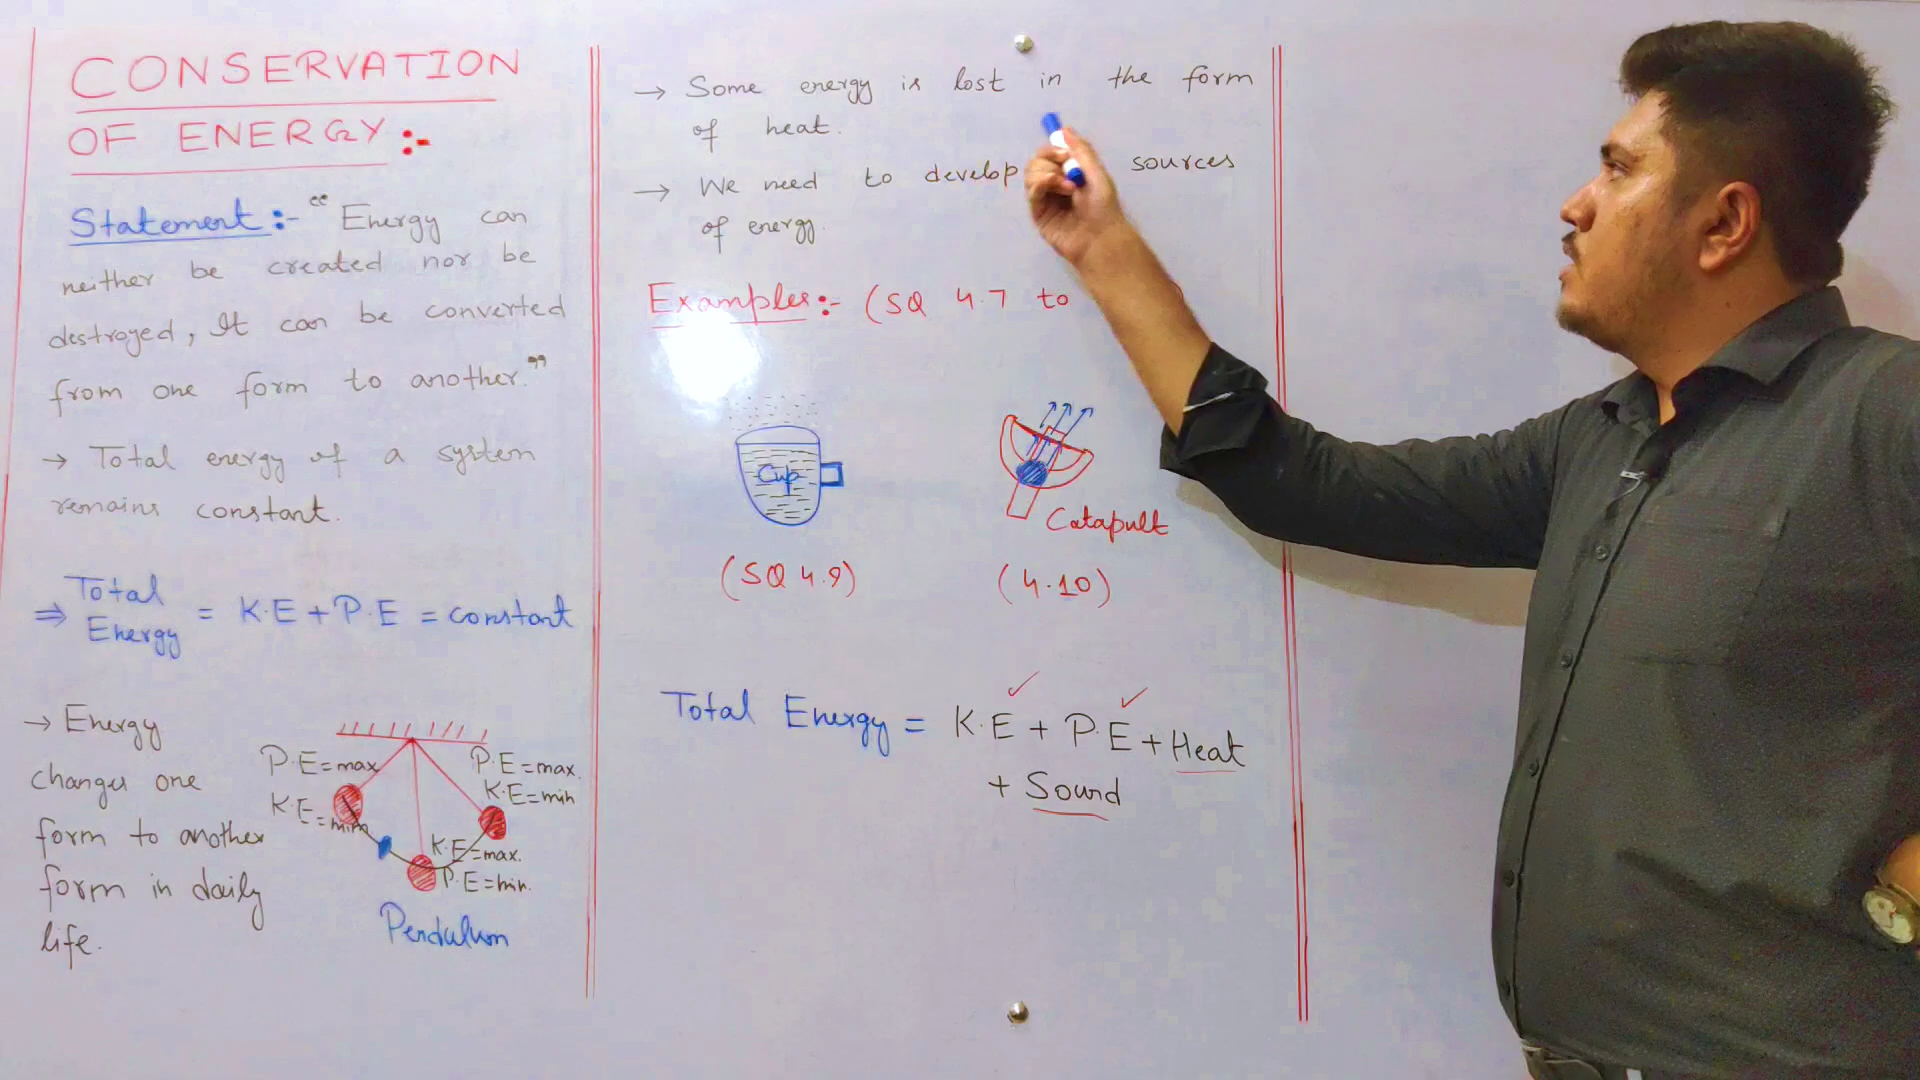 CONSERVATION
OF ENERGY :-
Statement :- “Energy can
neither be created nor be
destroyed, It can be converted
from one form to another.”
→ Total energy of a system
remains constant.
⇒ Total Energy = K.E + P.E = constant
→ Energy
changes one
form to another
form in daily
life.
P.E = max
K.E = min
P.E = max.
K.E = min
K.E = max.
P.E = min.
Pendulum
→ Some energy is lost in the form
of heat.
→ We need to develop sources
of energy.
Examples :- (SQ 4.7 to
Cup
(SQ 4.9)
Catapult
(4.10)
Total Energy = K.E + P.E + Heat
+ Sound